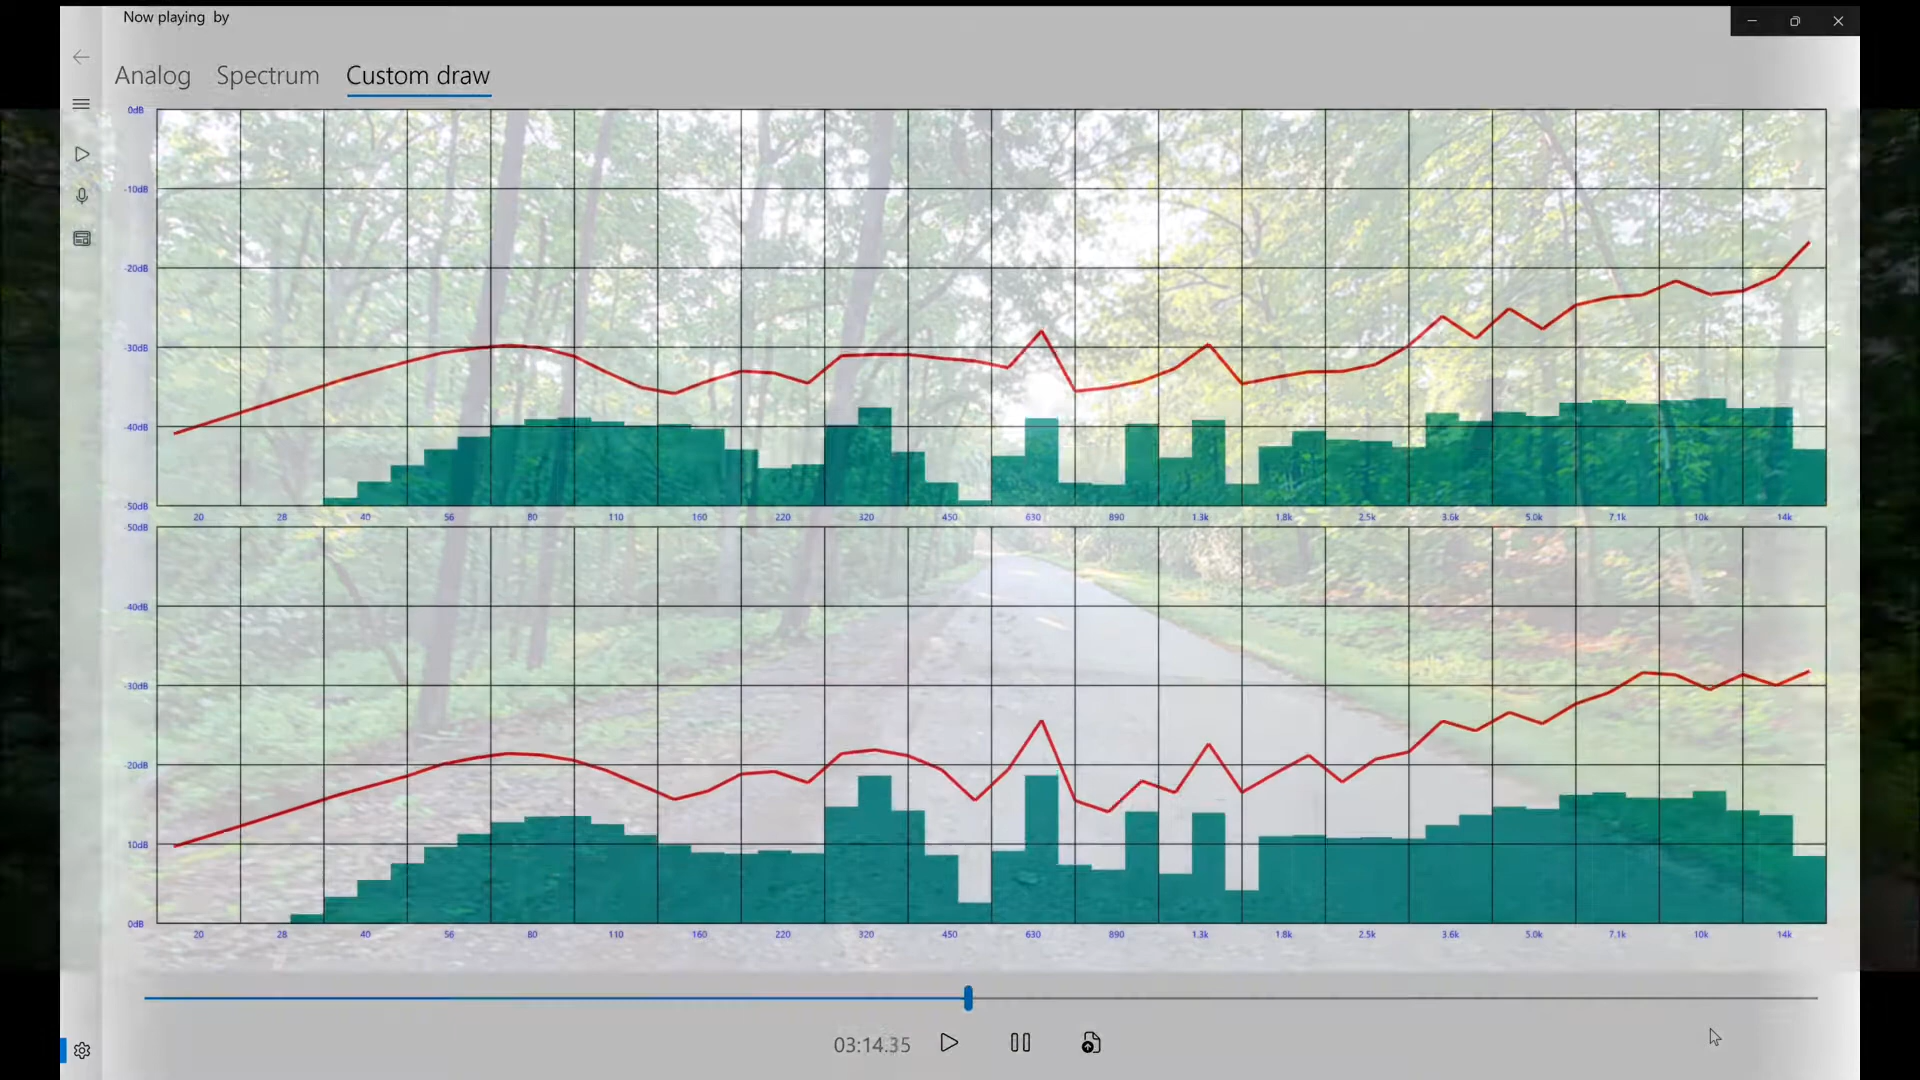 Now playing by
Analog Spectrum Custom draw
0dB
-10dB
-20dB
-30dB
-40dB
-50dB
20 28 40 56 80 110 160 220 320 450 630 890 1.3k 1.8k 2.5k 3.6k 5.0k 7.1k 10k 14k
-50dB
-40dB
-30dB
-20dB
-10dB
0dB
20 28 40 56 80 110 160 220 320 450 630 890 1.3k 1.8k 2.5k 3.6k 5.0k 7.1k 10k 14k
03:14.35